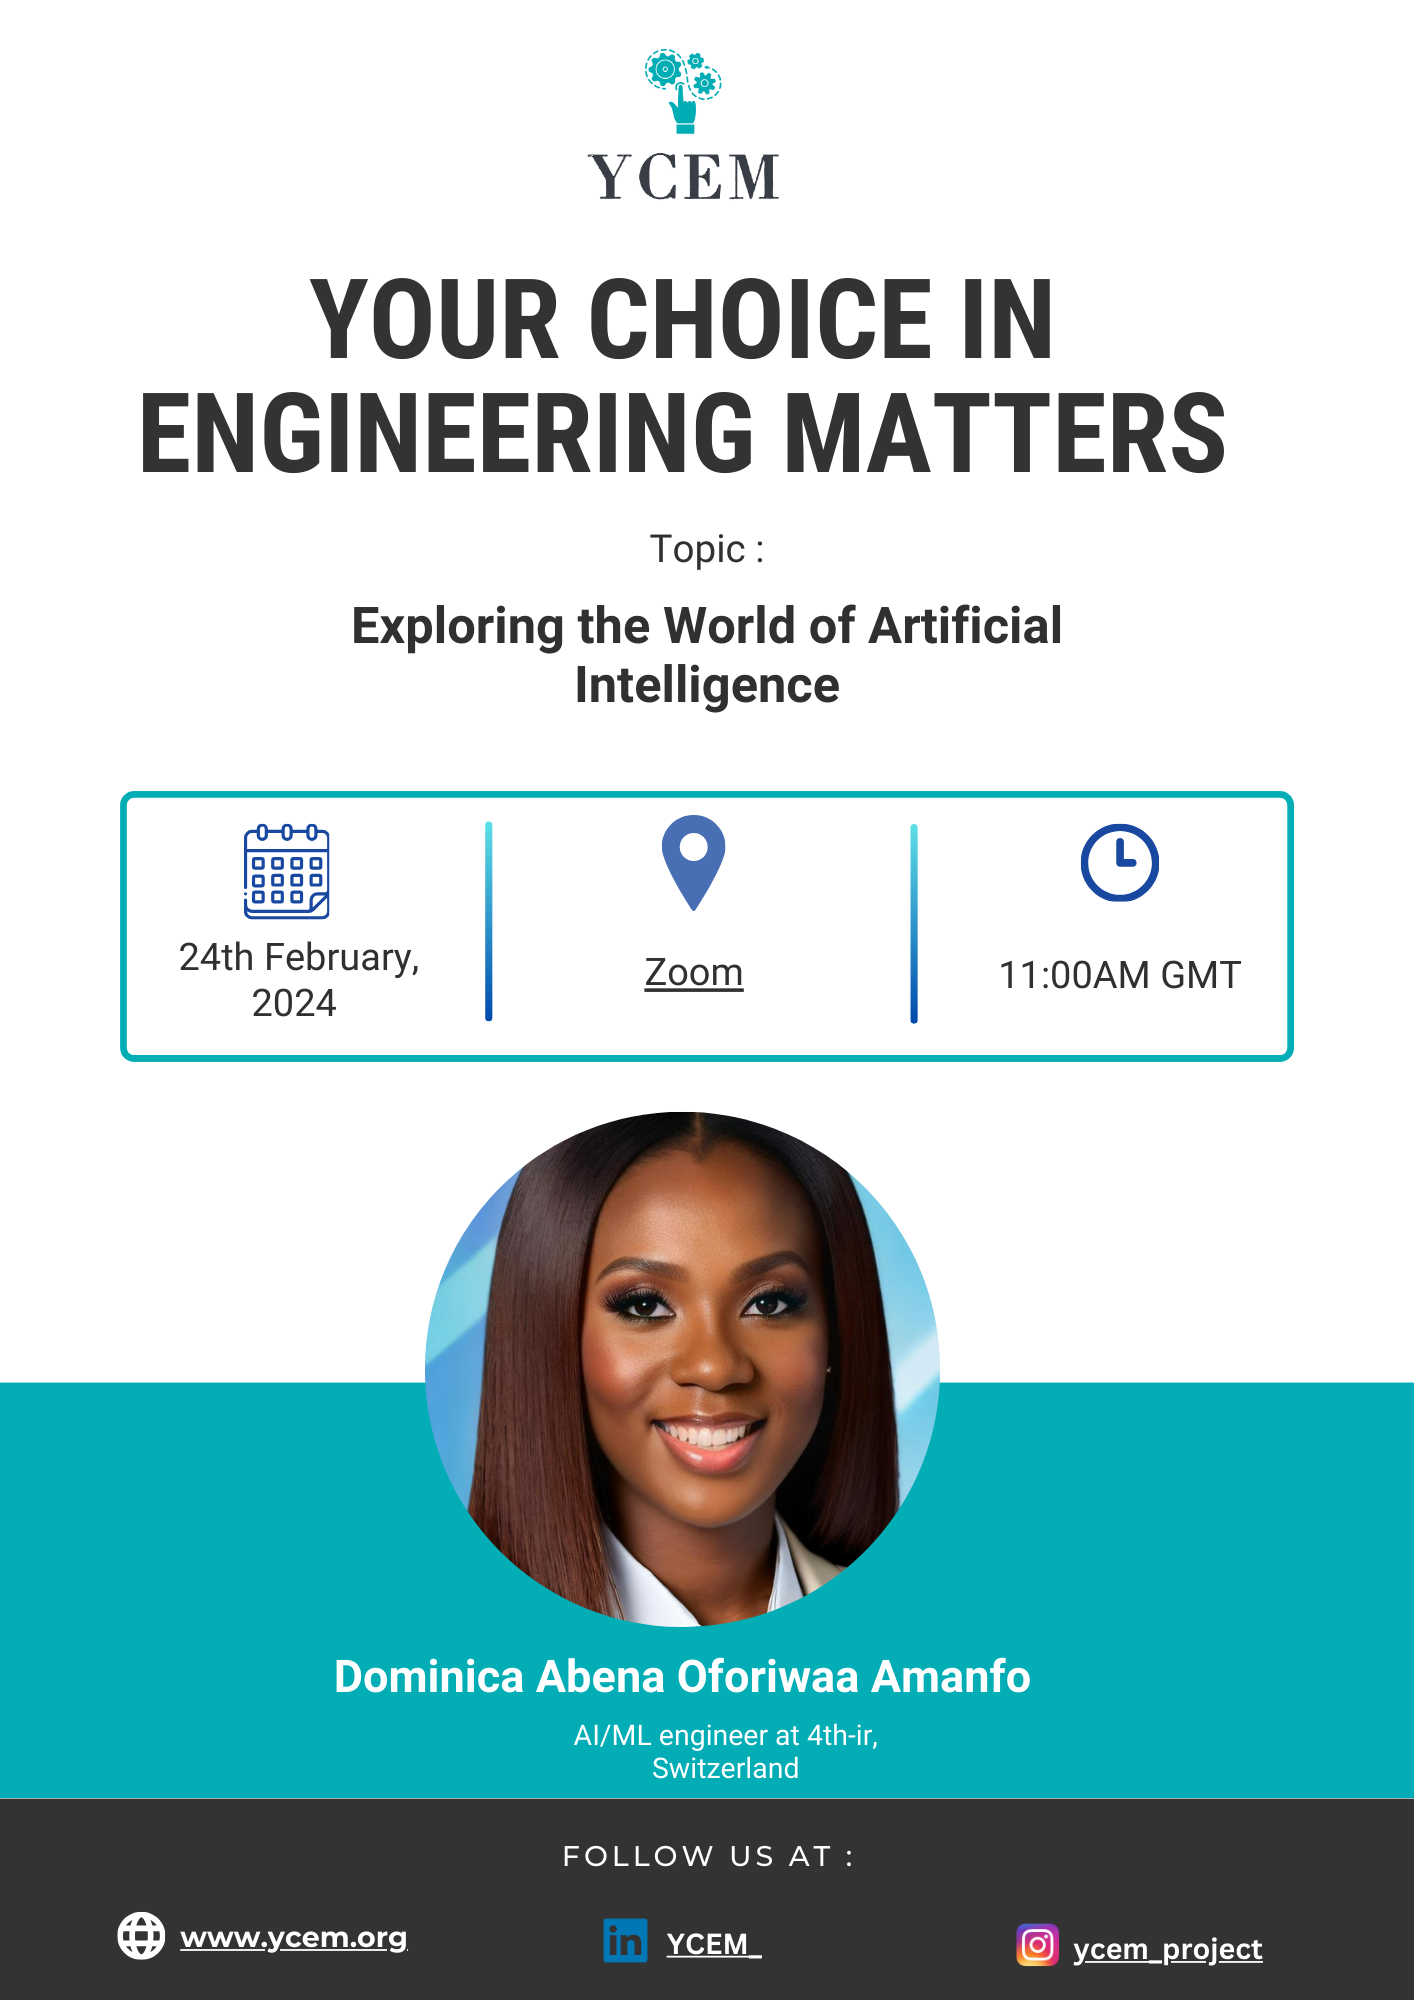 YCEM
YOUR CHOICE IN
ENGINEERING MATTERS
Topic :
Exploring the World of Artificial
Intelligence
24th February,
2024
Zoom
11:00AM GMT
Dominica Abena Oforiwaa Amanfo
AI/ML engineer at 4th-ir,
Switzerland
FOLLOW US AT :
www.ycem.org
in
YCEM_
ycem_project